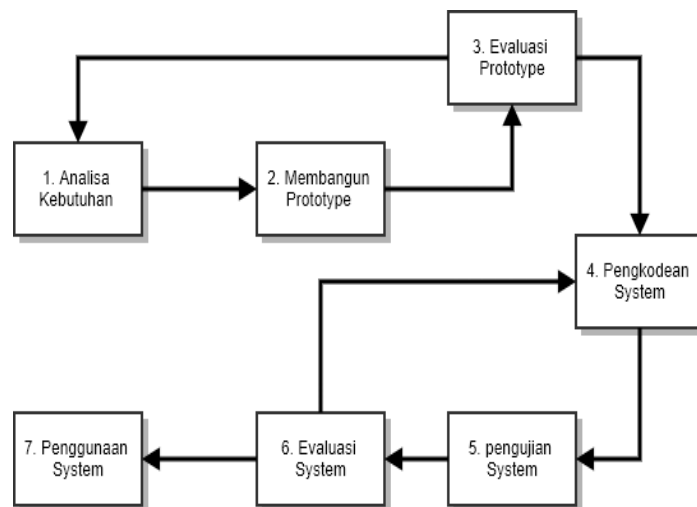 3. Evaluasi
Prototype
1. Analisa
Kebutuhan
2. Membangun
Prototype
4. Pengkodean
System
7. Penggunaan
System
6. Evaluasi
System
5. pengujian
System